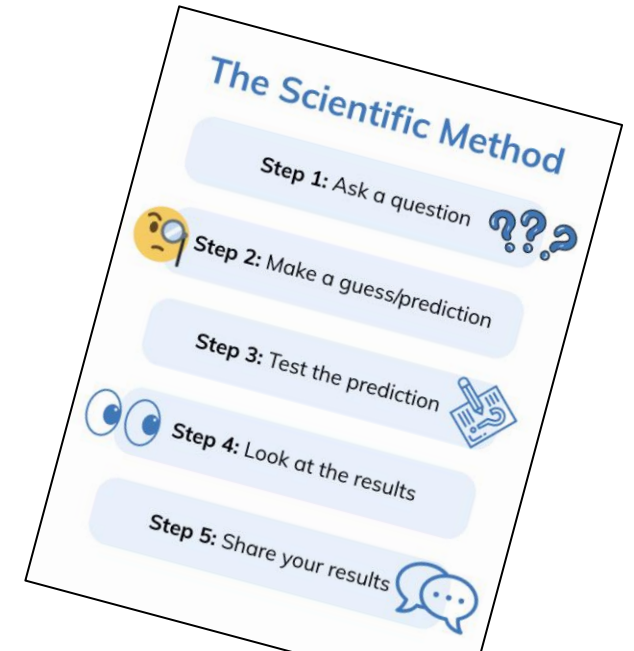 The Scientific Method
Step 1: Ask a question
???
Step 2: Make a guess/prediction
Step 3: Test the prediction
Step 4: Look at the results
Step 5: Share your results